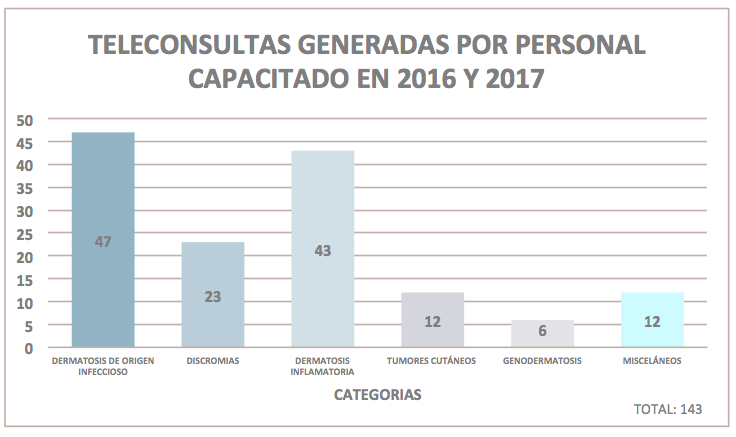 TELECONSULTAS GENERADAS POR PERSONAL
CAPACITADO EN 2016 Y 2017
50
45
40
35
30
25
20
15
10
5
0
47
23
43
12
6
12
DERMATOSIS DE ORIGEN
INFECCIOSO
DISCROMIAS
DERMATOSIS
INFLAMATORIA
TUMORES CUTÁNEOS
GENODERMATOSIS
MISCELÁNEOS
CATEGORIAS
TOTAL: 143